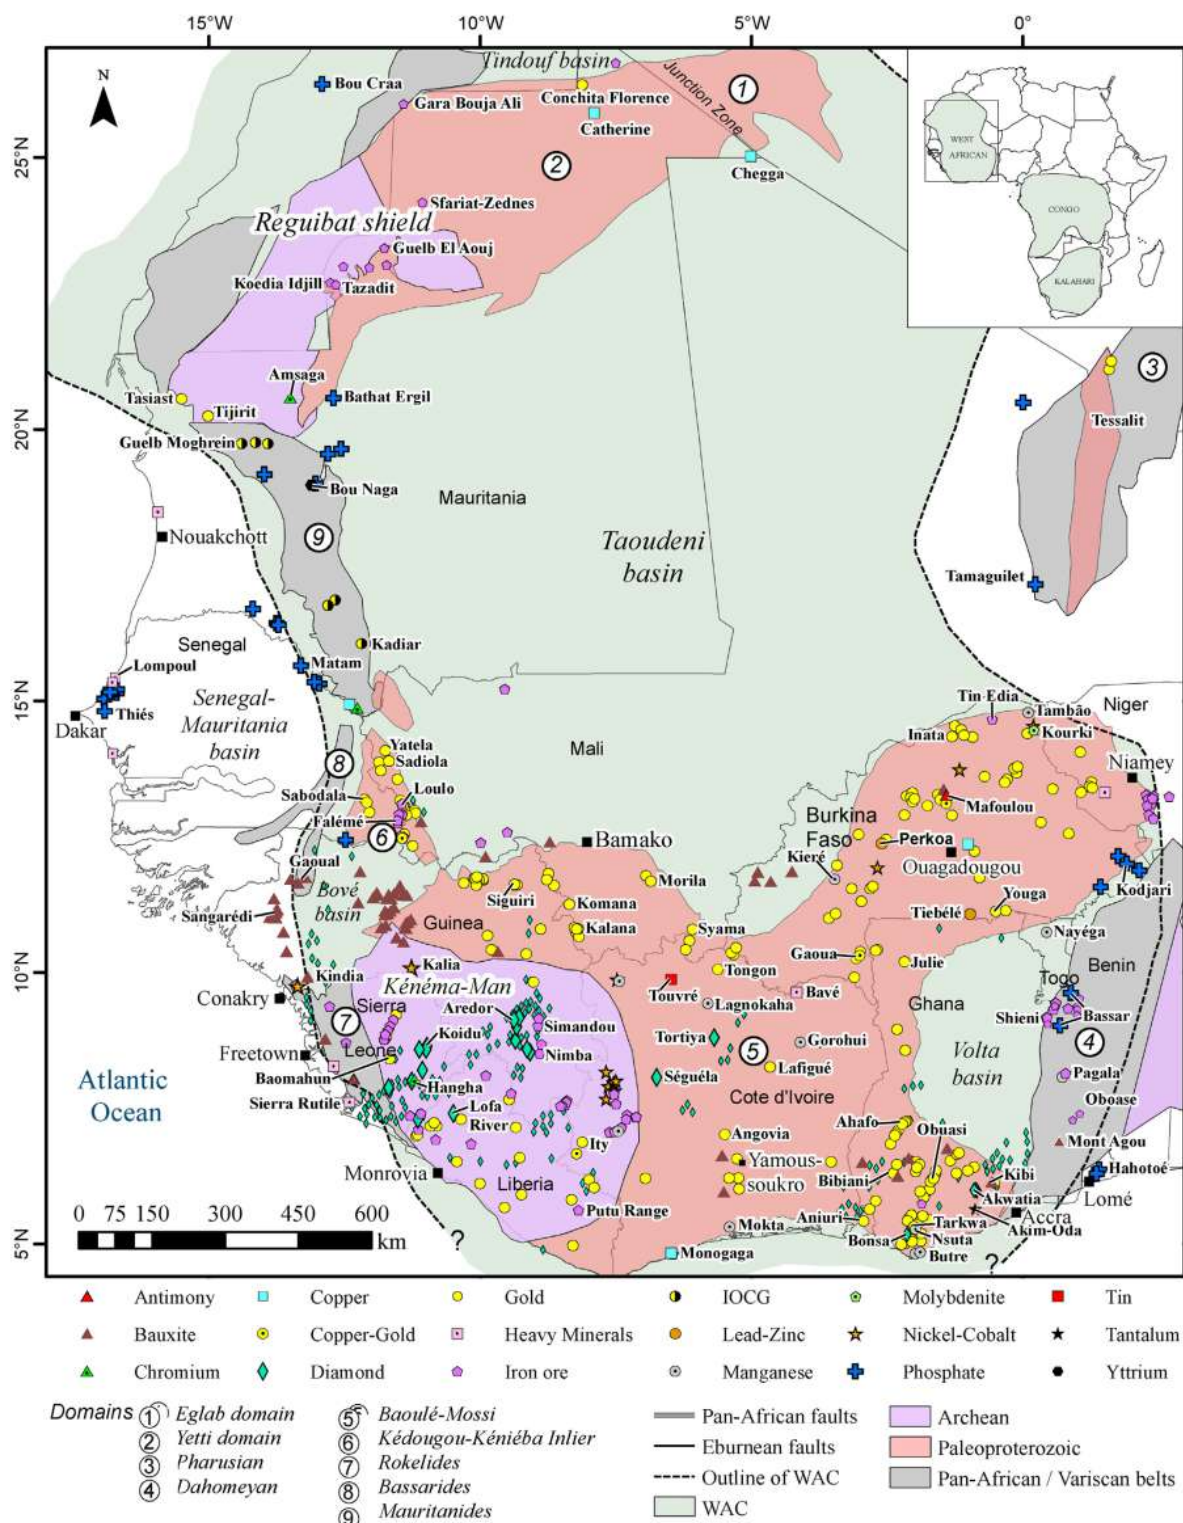 15°W
10°W
5°W
0°
N
Tindouf basin
Bou Craa
Gara Bouja Ali
Conchita Florence
Junction Zone
1
Catherine
WEST
AFRICAN
CONGO
KALAHARI
25°N
2
Chegga
Sfariat-Zednes
Reguibat shield
Guelb El Aouj
Koedia Idjill
Tazadit
Amsaga
Tasiast
Bathat Ergil
Tijirit
3
Tessalit
20°N
Guelb Moghrein
Bou Naga
Mauritania
Nouakchott
9
Taoudeni
basin
Tamaguilet
Senegal
Kadiar
Lompoul
Matam
Senegal-
Mauritania
basin
Thiés
15°N
Dakar
Tin Edia
Tambão
Niger
Inata
Kourki
Mali
Yatela
Sadiola
8
Niamey
Sabodala
Loulo
Mafoulou
Falémé
6
Burkina
Faso
Bamako
Perkoa
Kieré
Ouagadougou
Gaoual
Bové
basin
Morila
Siguiri
Youga
Kodjari
Sangarédi
Komana
Tiebélé
Guinea
Kalana
Syama
Nayéga
Gaoua
Julie
10°N
Kindia
Kalia
Kénéma-Man
Tongon
Benin
Togo
Conakry
Sierra
Leone
Touvré
Bavé
Ghana
Aredor
Lagnokaha
Shieni
Bassar
7
Koidu
Simandou
Tortiya
5
Gorohui
4
Freetown
Nimba
Volta
basin
Baomahun
Lafigué
Pagala
Atlantic
Ocean
Hangha
Séguéla
Sierra Rutile
Lofa
River
Cote d'Ivoire
Oboase
Ahafo
Obuasi
Angovia
Mont Agou
Ity
Yamous-
soukro
Monrovia
Bibiani
Kibi
Hahotoé
Liberia
Akwatia
Lomé
0 75 150 300 450 600
km
Putu Range
Aniuri
Tarkwa
Accra
Akim-Oda
Mokta
Bonsa
Nsuta
Butre
5°N
?
Monogaga
?
Antimony Copper Gold IOCG Molybdenite Tin
Bauxite Copper-Gold Heavy Minerals Lead-Zinc Nickel-Cobalt Tantalum
Chromium Diamond Iron ore Manganese Phosphate Yttrium
Domains
1 Eglab domain
2 Yetti domain
3 Pharusian
4 Dahomeyan
5 Baoulé-Mossi
6 Kédougou-Kéniéba Inlier
7 Rokelides
8 Bassarides
9 Mauritanides
Pan-African faults
Eburnean faults
Outline of WAC
WAC
Archean
Paleoproterozoic
Pan-African / Variscan belts